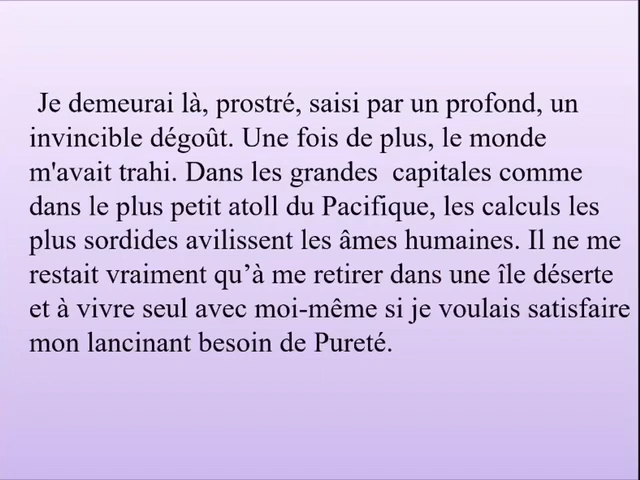 Je demeurai là, prostré, saisi par un profond, un
invincible dégoût. Une fois de plus, le monde
m'avait trahi. Dans les grandes  capitales comme
dans le plus petit atoll du Pacifique, les calculs les
plus sordides avilissent les âmes humaines. Il ne me
restait vraiment qu’à me retirer dans une île déserte
et à vivre seul avec moi-même si je voulais satisfaire
mon lancinant besoin de Pureté.